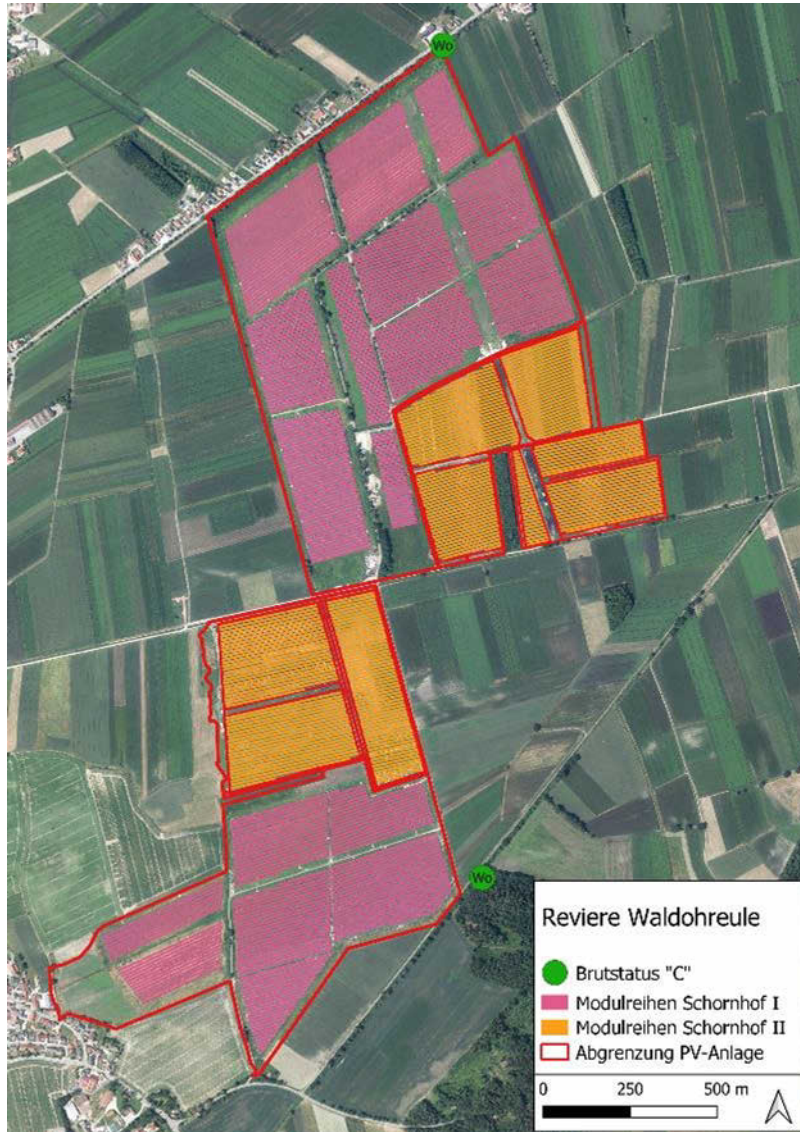 Wo
Wo
Reviere Waldohreule
Brutstatus "C"
Modulreihen Schornhof I
Modulreihen Schornhof II
Abgrenzung PV-Anlage
0 250 500 m